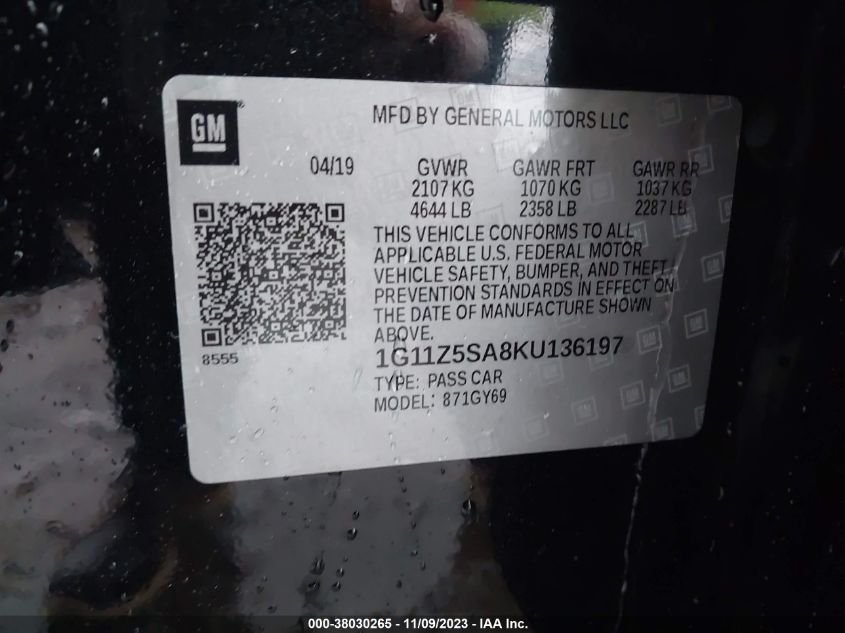 GM
MFD BY GENERAL MOTORS LLC
04/19 GVWR GAWR FRT GAWR RR
2107 KG 1070 KG 1037 KG
4644 LB 2358 LB 2287 LB
THIS VEHICLE CONFORMS TO ALL
APPLICABLE U.S. FEDERAL MOTOR
VEHICLE SAFETY, BUMPER, AND THEFT
PREVENTION STANDARDS IN EFFECT ON
THE DATE OF MANUFACTURE SHOWN
ABOVE.
8555
1G11Z5SA8KU136197
TYPE: PASS CAR
MODEL: 871GY69
000-38030265 - 11/09/2023 - IAA Inc.